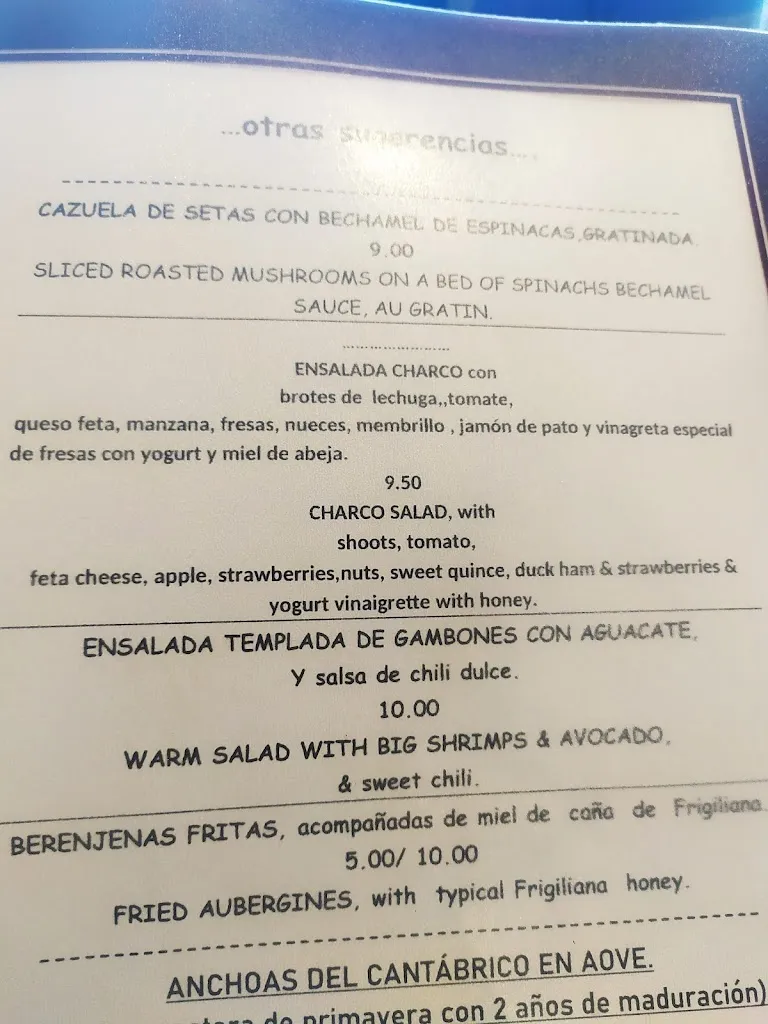 ...otras sugerencias....
CAZUELA DE SETAS CON BECHAMEL DE ESPINACAS,GRATINADA.
9.00
SLICED ROASTED MUSHROOMS ON A BED OF SPINACHS BECHAMEL
SAUCE, AU GRATIN.
ENSALADA CHARCO con
brotes de lechuga,,tomate,
queso feta, manzana, fresas, nueces, membrillo , jamón de pato y vinagreta especial
de fresas con yogurt y miel de abeja.
9.50
CHARCO SALAD, with
shoots, tomato,
feta cheese, apple, strawberries,nuts, sweet quince, duck ham & strawberries &
yogurt vinaigrette with honey.
ENSALADA TEMPLADA DE GAMBONES CON AGUACATE,
Y salsa de chili dulce.
10.00
WARM SALAD WITH BIG SHRIMPS & AVOCADO,
& sweet chili.
BERENJENAS FRITAS, acompañadas de miel de caña de Frigiliana.
5.00/ 10.00
FRIED AUBERGINES, with typical Frigiliana honey.
ANCHOAS DEL CANTÁBRICO EN AOVE.
de primavera con 2 años de maduración)